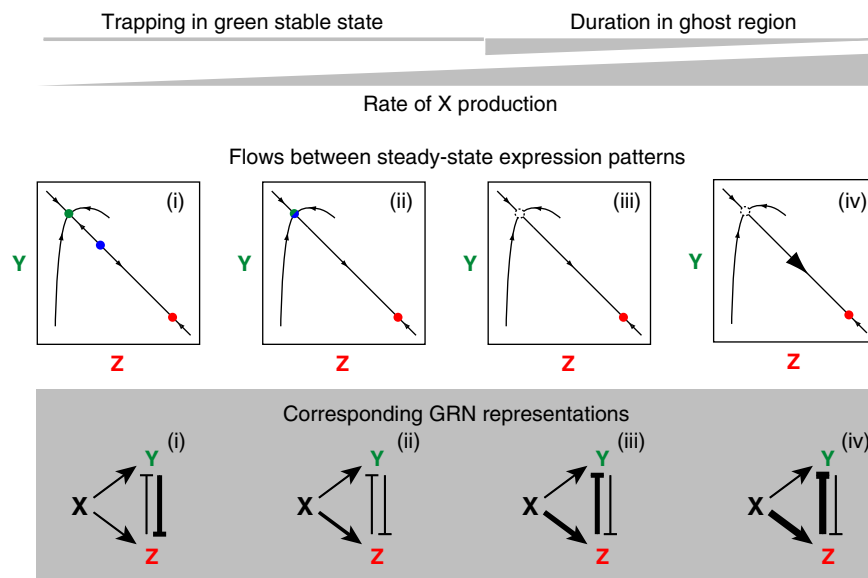 Trapping in green stable state Duration in ghost region
Rate of X production
Flows between steady-state expression patterns
(i) (ii) (iii) (iv)
Y Y Y Y
Z Z Z Z
Corresponding GRN representations
(i) (ii) (iii) (iv)
Y Y Y Y
X X X X
Z Z Z Z